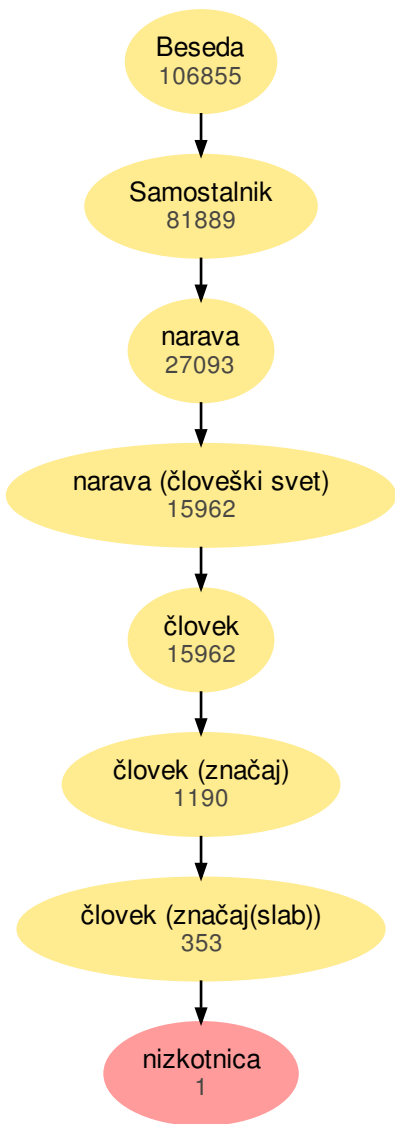 Beseda
106855
Samostalnik
81889
narava
27093
narava (človeški svet)
15962
človek
15962
človek (značaj)
1190
človek (značaj(slab))
353
nizkotnica
1